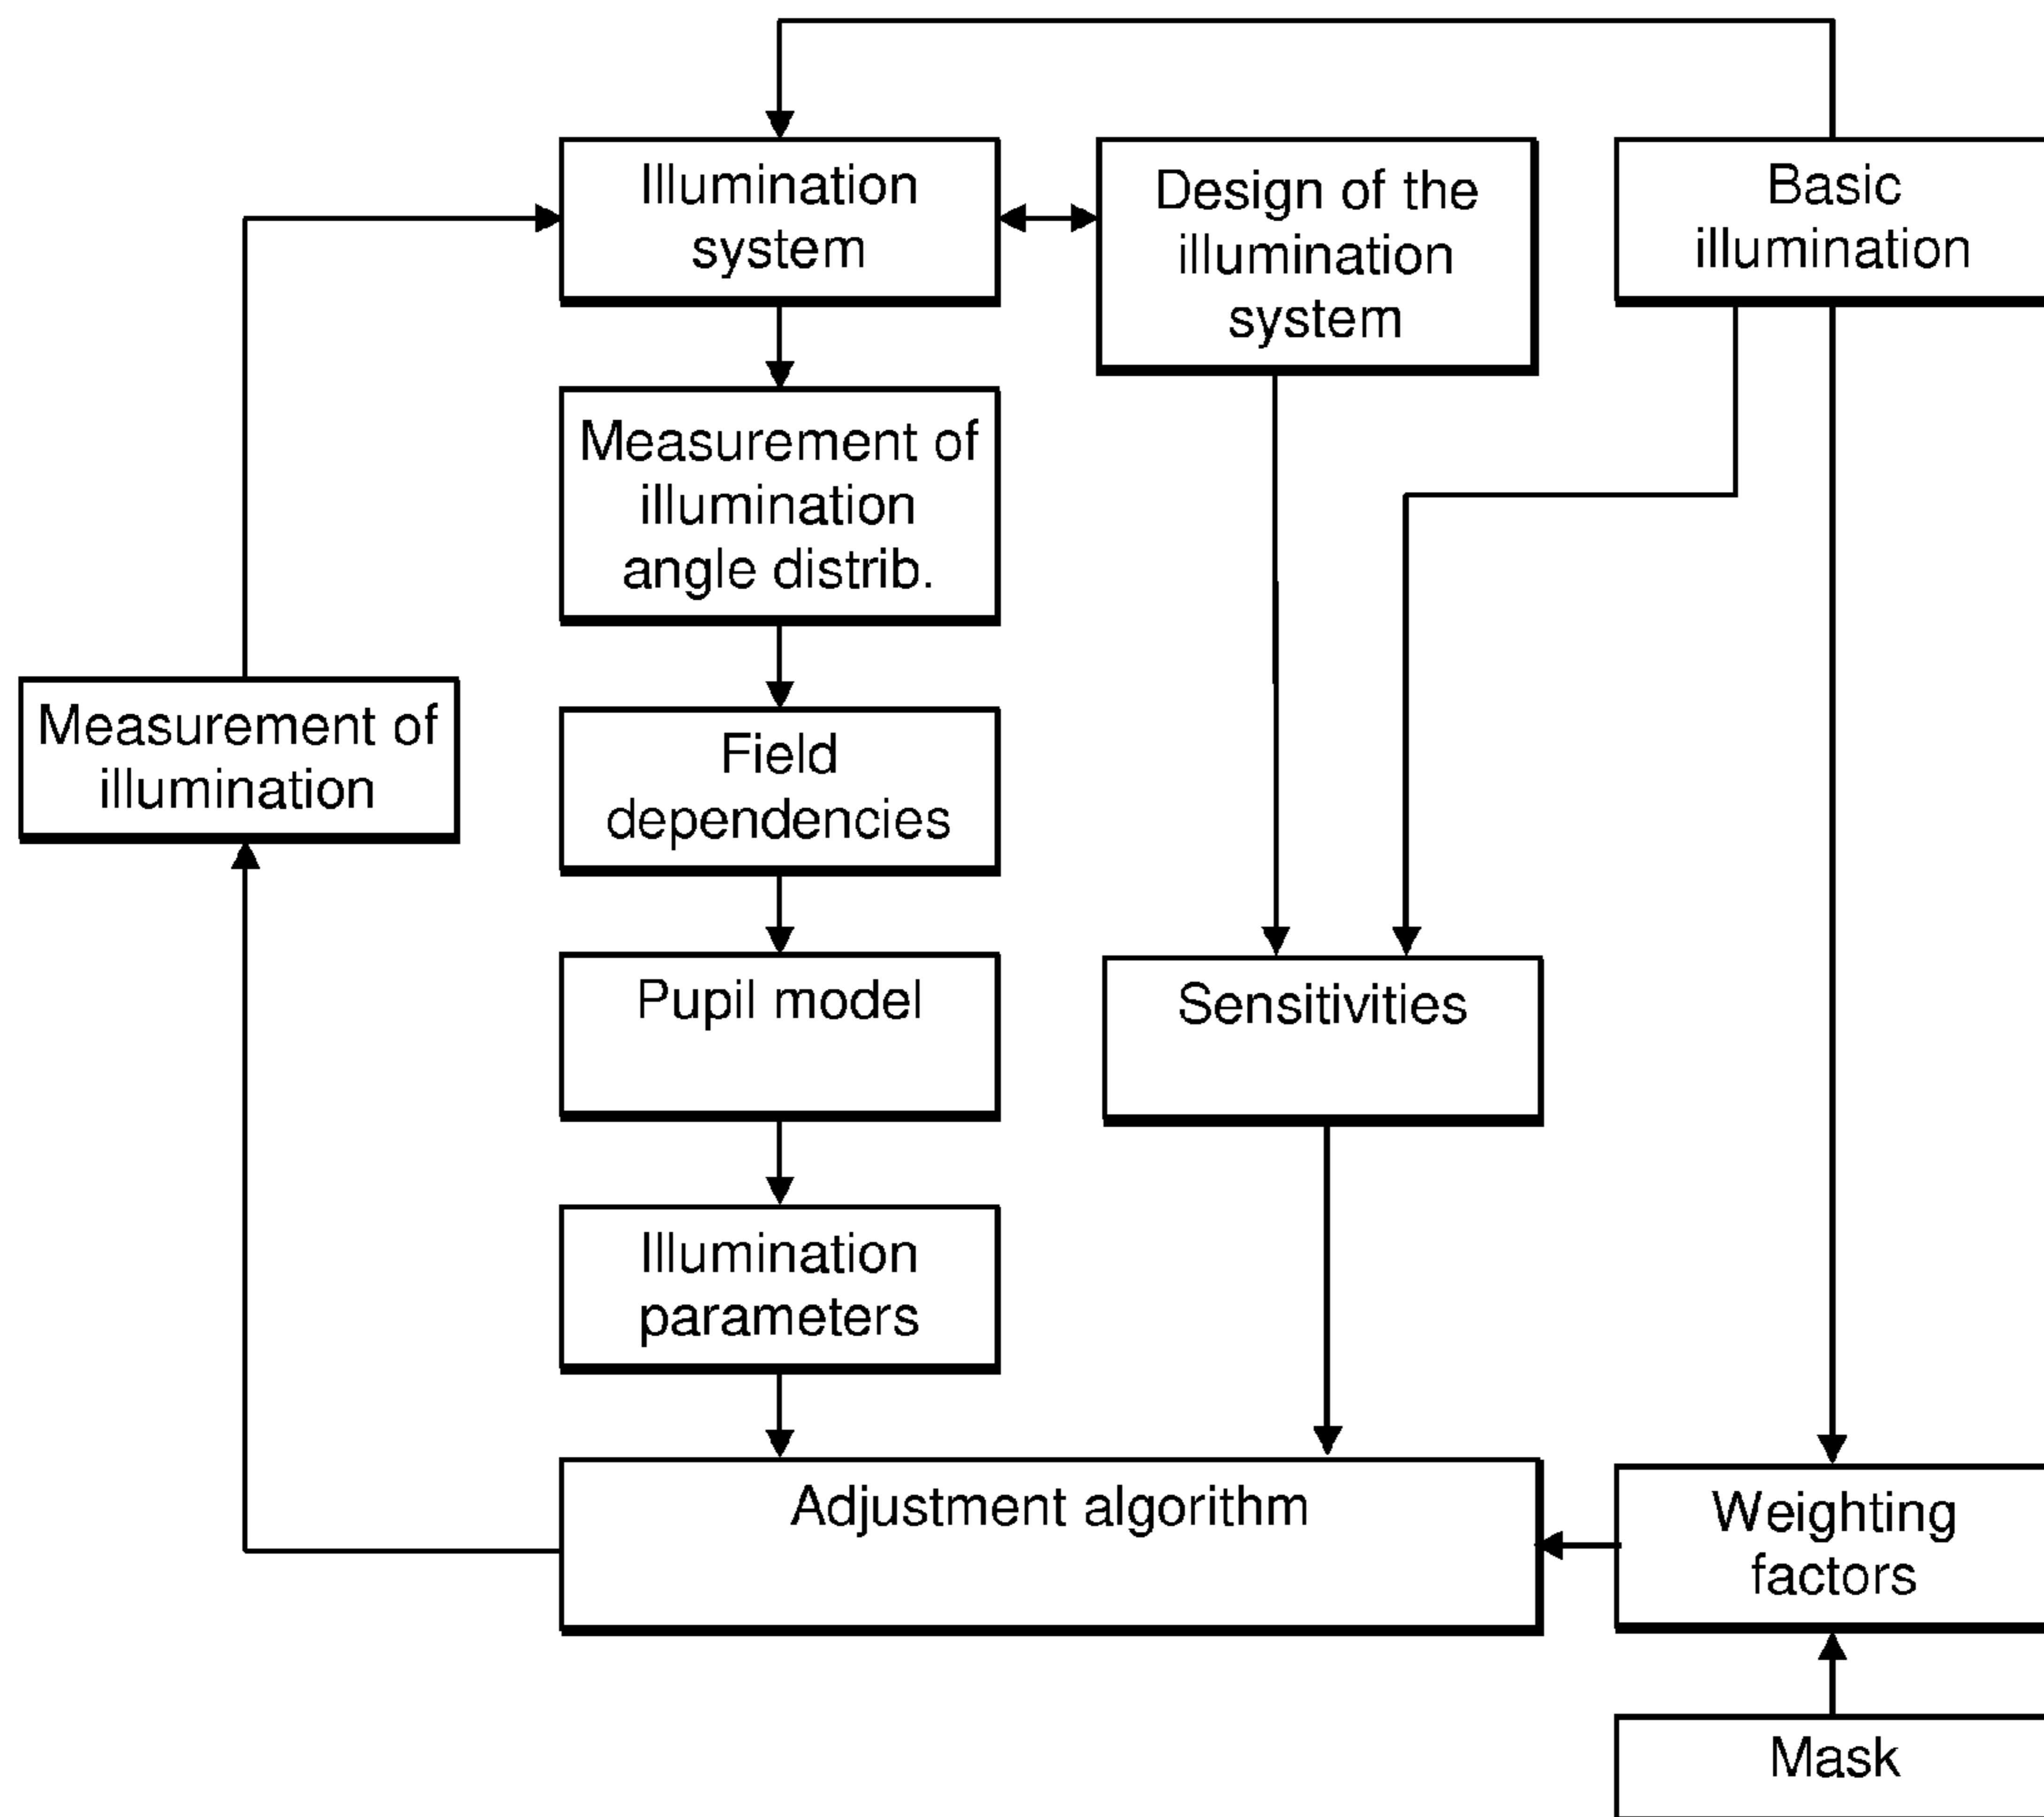 Illumination
system
Design of the
illumination
system
Basic
illumination
Measurement of
illumination
angle distrib.
Measurement of
illumination
Field
dependencies
Pupil model
Sensitivities
Illumination
parameters
Adjustment algorithm
Weighting
factors
Mask